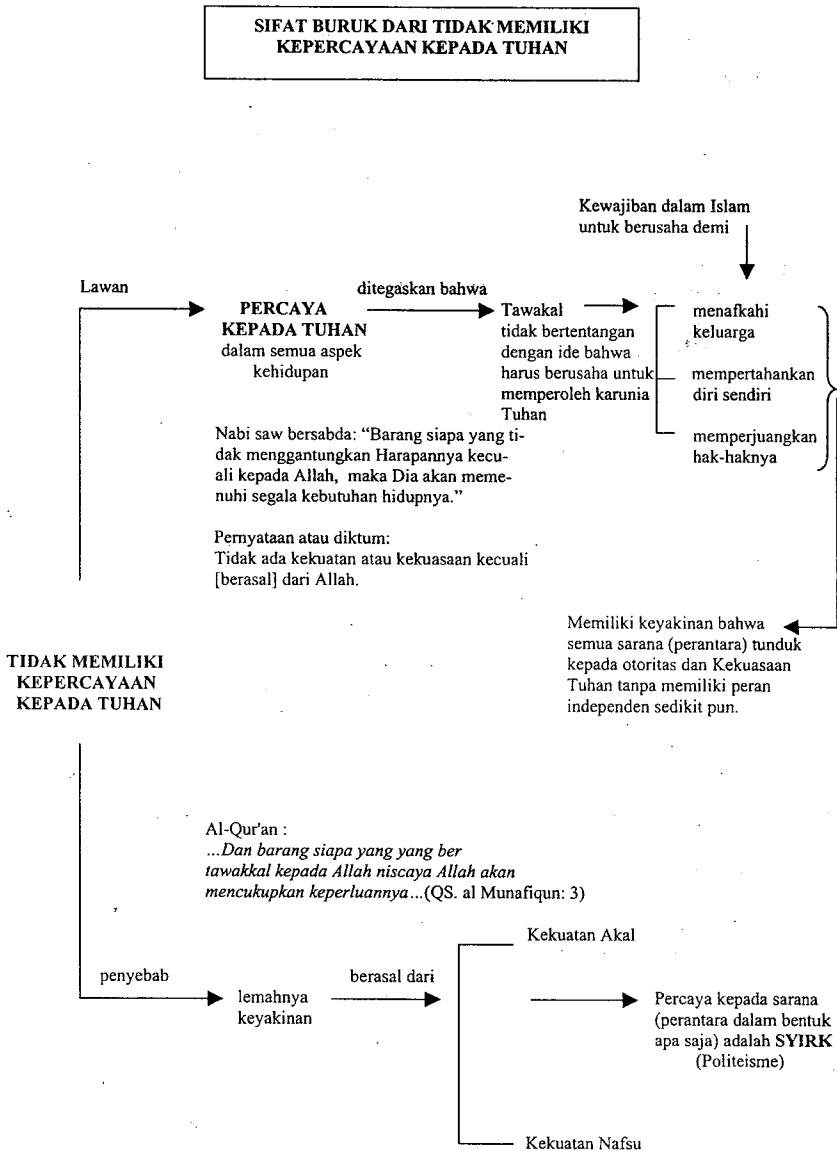 SIFAT BURUK DARI TIDAK MEMILIKI
KEPERCAYAAN KEPADA TUHAN
Kewajiban dalam Islam
untuk berusaha demi
Lawan
PERCAYA
KEPADA TUHAN
dalam semua aspek
kehidupan
ditegaskan bahwa
Tawakal
tidak bertentangan
dengan ide bahwa
harus berusaha untuk
memperoleh karunia
Tuhan
menafkahi
keluarga
mempertahankan
diri sendiri
memperjuangkan
hak-haknya
Nabi saw bersabda: “Barang siapa yang ti-
dak menggantungkan Harapannya kecu-
ali kepada Allah, maka Dia akan meme-
nuhi segala kebutuhan hidupnya.”
Pernyataan atau diktum:
Tidak ada kekuatan atau kekuasaan kecuali
[berasal] dari Allah.
Memiliki keyakinan bahwa
semua sarana (perantara) tunduk
kepada otoritas dan Kekuasaan
Tuhan tanpa memiliki peran
independen sedikit pun.
TIDAK MEMILIKI
KEPERCAYAAN
KEPADA TUHAN
Al-Qur'an :
...Dan barang siapa yang yang ber
tawakkal kepada Allah niscaya Allah akan
mencukupkan keperluannya...(QS. al Munafiqun: 3)
penyebab
lemahnya
keyakinan
berasal dari
Kekuatan Akal
Percaya kepada sarana
(perantara dalam bentuk
apa saja) adalah SYIRK
(Politeisme)
Kekuatan Nafsu